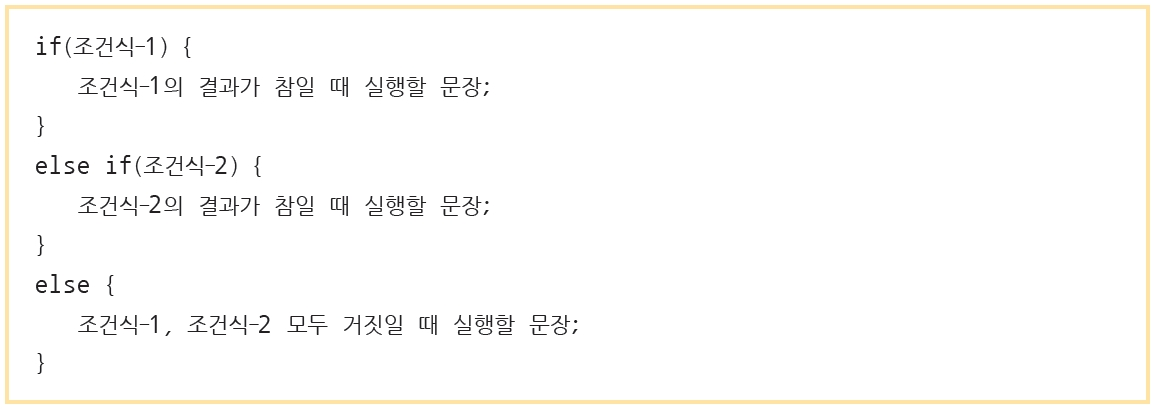 if(조건식-1) {
조건식-1의 결과가 참일 때 실행할 문장;
}
else if(조건식-2) {
조건식-2의 결과가 참일 때 실행할 문장;
}
else {
조건식-1, 조건식-2 모두 거짓일 때 실행할 문장;
}